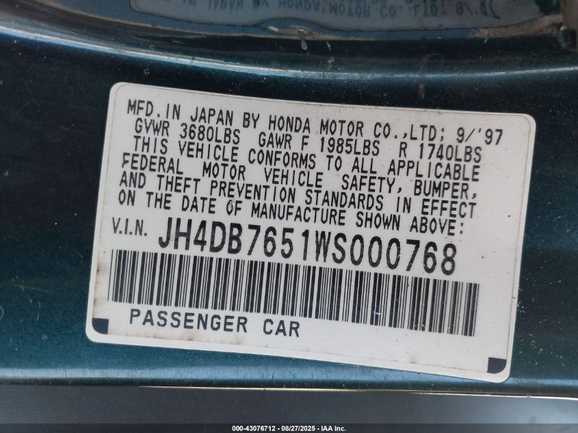 MFD. IN JAPAN BY HONDA MOTOR CO., LTD; 9/'97
GVWR 3680LBS GAWR F 1985LBS R 1740LBS
THIS VEHICLE CONFORMS TO ALL APPLICABLE
FEDERAL MOTOR VEHICLE SAFETY, BUMPER,
AND THEFT PREVENTION STANDARDS IN EFFECT
ON THE DATE OF MANUFACTURE SHOWN ABOVE:
V.I.N. JH4DB7651WS000768
PASSENGER CAR
000-43076712 - 08/27/2025 - IAA Inc.